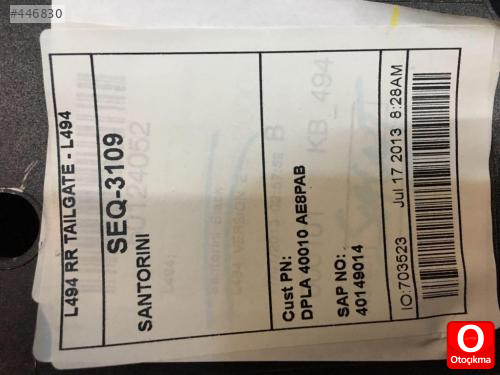 #446830
L494 RR TAILGATE - L494
SEQ-3109
SANTORINI
Cust PN:
DPLA 40010 AE8PAB
SAP NO:
40149014
IO:703523 Jul 17 2013 8:28AM
KB_494
B
O
Otoçıkma